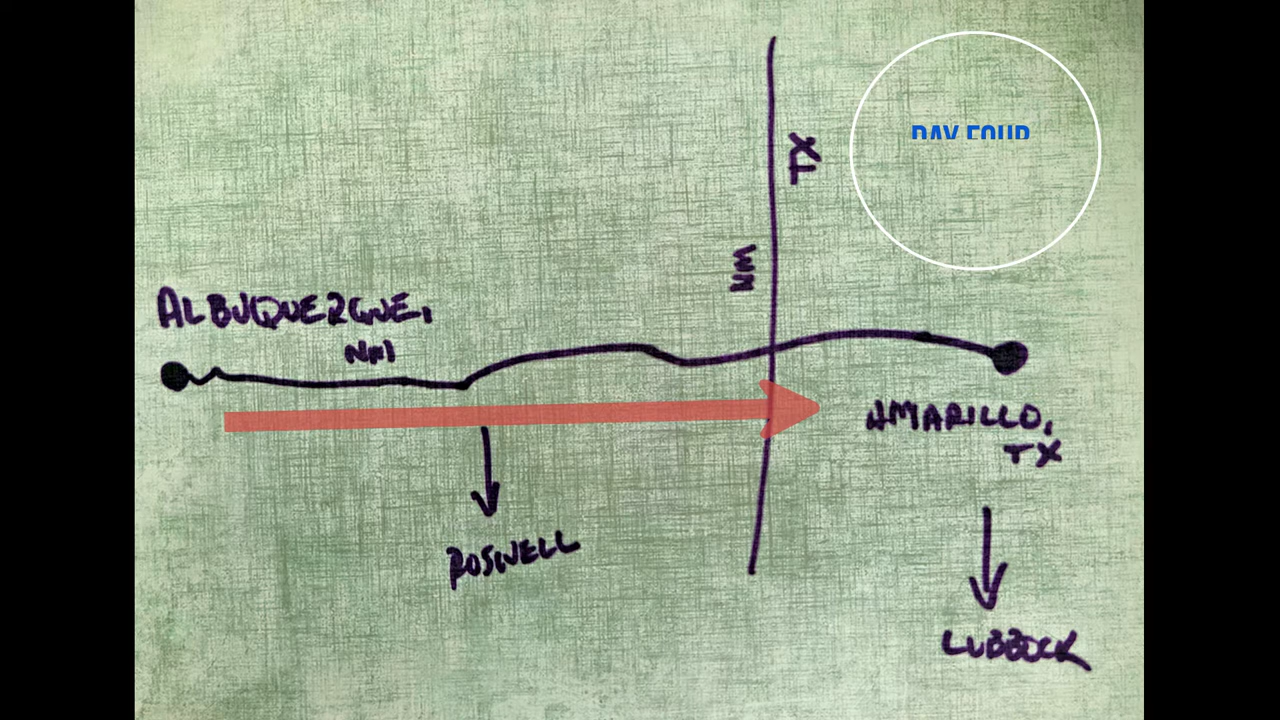 DAY FOUR
TX
NM
ALBUQUERQUE,
NM
AMARILLO,
TX
ROSWELL
LUBBOCK